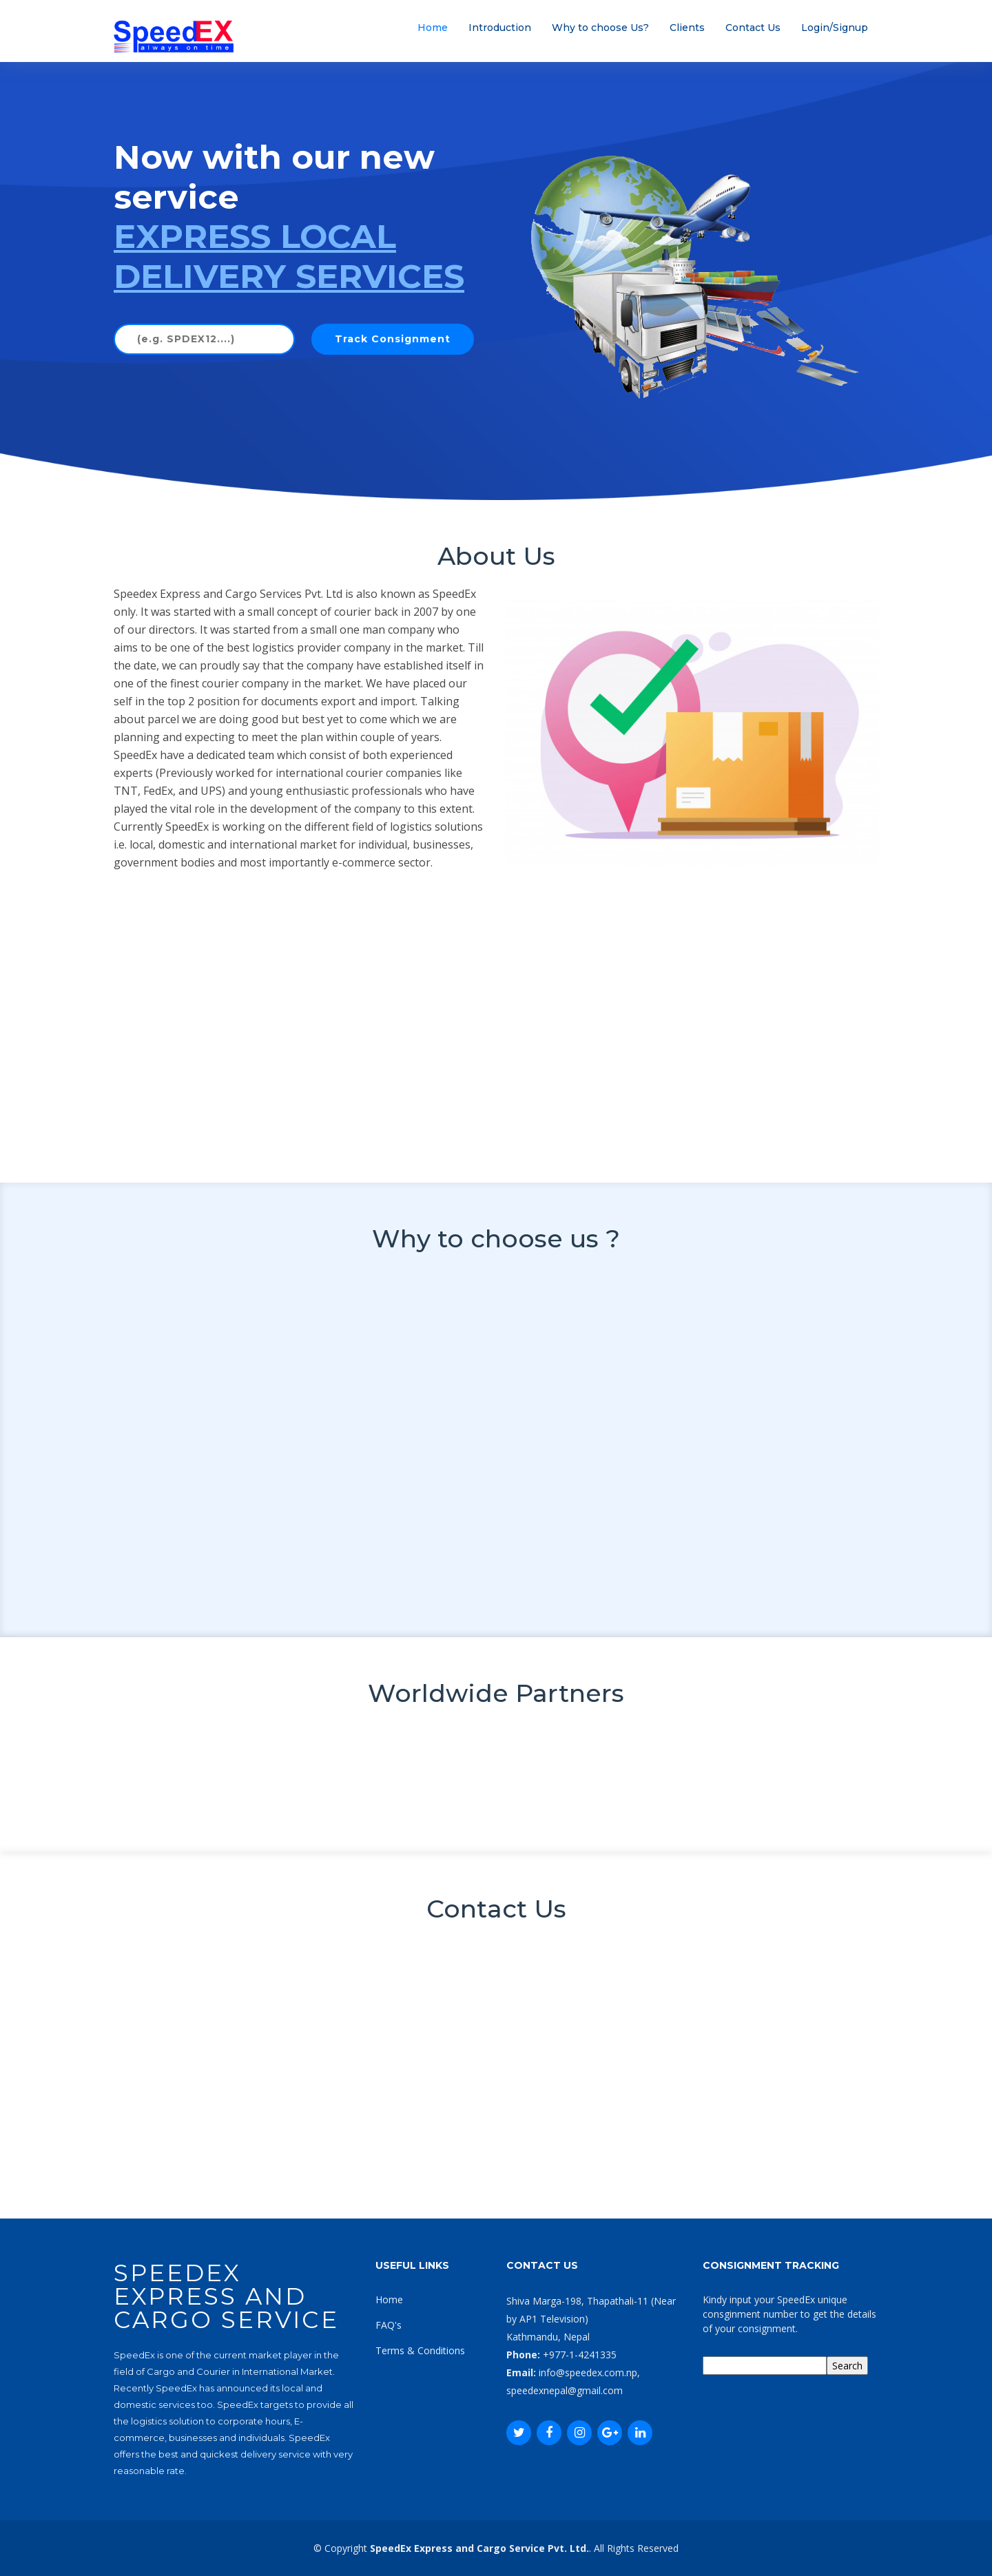 SpeedEX
always on time
Home Introduction Why to choose Us? Clients Contact Us Login/Signup
Now with our new
service
EXPRESS LOCAL
DELIVERY SERVICES
(e.g. SPDEX12....) Track Consignment
About Us
Speedex Express and Cargo Services Pvt. Ltd is also known as SpeedEx
only. It was started with a small concept of courier back in 2007 by one
of our directors. It was started from a small one man company who
aims to be one of the best logistics provider company in the market. Till
the date, we can proudly say that the company have established itself in
one of the finest courier company in the market. We have placed our
self in the top 2 position for documents export and import. Talking
about parcel we are doing good but best yet to come which we are
planning and expecting to meet the plan within couple of years.
SpeedEx have a dedicated team which consist of both experienced
experts (Previously worked for international courier companies like
TNT, FedEx, and UPS) and young enthusiastic professionals who have
played the vital role in the development of the company to this extent.
Currently SpeedEx is working on the different field of logistics solutions
i.e. local, domestic and international market for individual, businesses,
government bodies and most importantly e-commerce sector.
Why to choose us ?
Worldwide Partners
Contact Us
SPEEDEX
EXPRESS AND
CARGO SERVICE
SpeedEx is one of the current market player in the
field of Cargo and Courier in International Market.
Recently SpeedEx has announced its local and
domestic services too. SpeedEx targets to provide all
the logistics solution to corporate hours, E-
commerce, businesses and individuals. SpeedEx
offers the best and quickest delivery service with very
reasonable rate.
USEFUL LINKS
Home
FAQ's
Terms & Conditions
CONTACT US
Shiva Marga-198, Thapathali-11 (Near
by AP1 Television)
Kathmandu, Nepal
Phone: +977-1-4241335
Email: info@speedex.com.np,
speedexnepal@gmail.com
CONSIGNMENT TRACKING
Kindy input your SpeedEx unique
consginment number to get the details
of your consignment.
Search
© Copyright SpeedEx Express and Cargo Service Pvt. Ltd.. All Rights Reserved